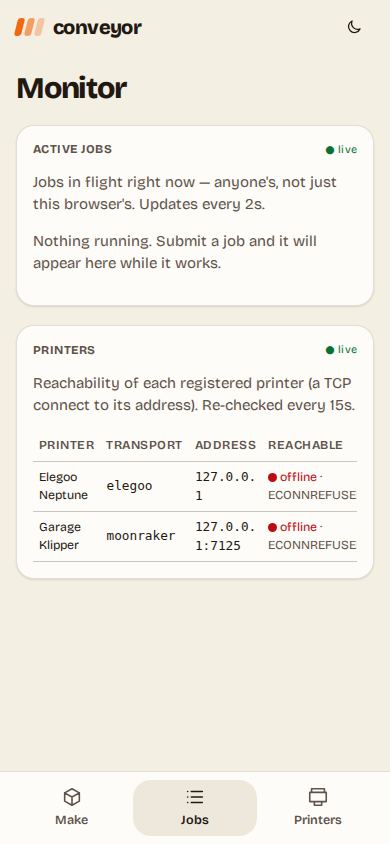 conveyor
Monitor
ACTIVE JOBS
live
Jobs in flight right now — anyone's, not just
this browser's. Updates every 2s.
Nothing running. Submit a job and it will
appear here while it works.
PRINTERS
live
Reachability of each registered printer (a TCP
connect to its address). Re-checked every 15s.
PRINTER TRANSPORT ADDRESS REACHABLE
Elegoo
Neptune
elegoo
127.0.0.
1
offline ·
ECONNREFUSE
Garage
Klipper
moonraker
127.0.0.
1:7125
offline ·
ECONNREFUSE
Make
Jobs
Printers